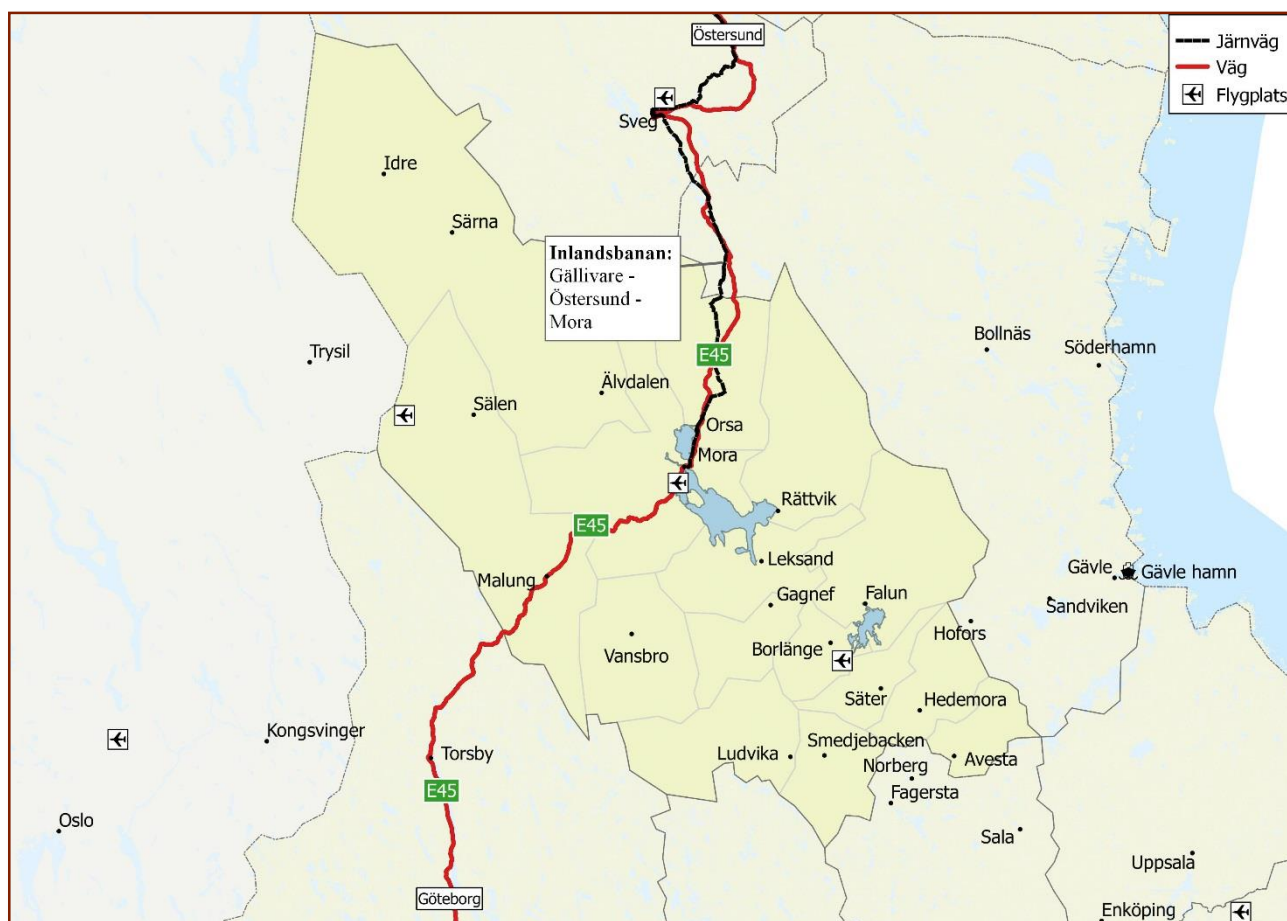 Östersund
Järnväg
Väg
Flygplats
Sveg
Idre
Särna
Inlandsbanan:
Gällivare -
Östersund -
Mora
Trysil
E45
Bollnäs
Söderhamn
Älvdalen
Sälen
Orsa
Mora
Rättvik
E45
Leksand
Malung
Gävle
Gävle hamn
Gagnef
Falun
Sandviken
Hofors
Vansbro
Borlänge
Säter
Hedemora
Kongsvinger
Torsby
Ludvika
Smedjebacken
Norberg
Avesta
E45
Fagersta
Oslo
Sala
Uppsala
Göteborg
Enköping